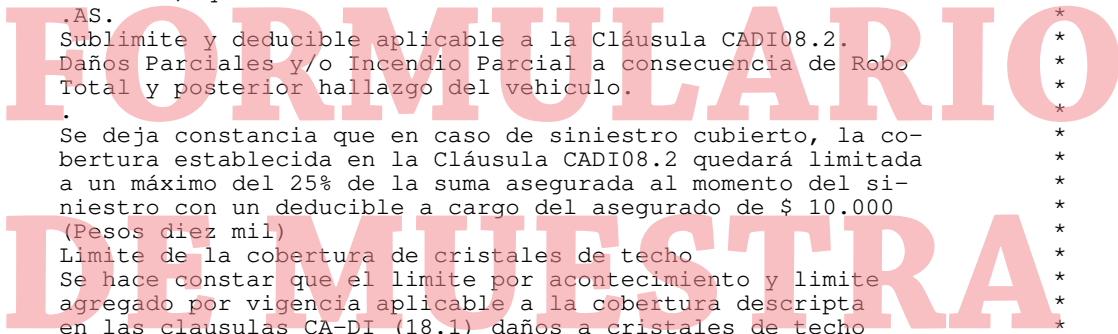 .AS. *
Sublimite y deducible aplicable a la Cláusula CADI08.2. *
Daños Parciales y/o Incendio Parcial a consecuencia de Robo *
Total y posterior hallazgo del vehiculo. *
. *
Se deja constancia que en caso de siniestro cubierto, la co- *
bertura establecida en la Cláusula CADI08.2 quedará limitada *
a un máximo del 25% de la suma asegurada al momento del si- *
niestro con un deducible a cargo del asegurado de $ 10.000 *
(Pesos diez mil) *
Limite de la cobertura de cristales de techo *
Se hace constar que el limite por acontecimiento y limite *
agregado por vigencia aplicable a la cobertura descripta *
en las clausulas CA-DI (18.1) daños a cristales de techo *
FORMULARIO
DE MUESTRA